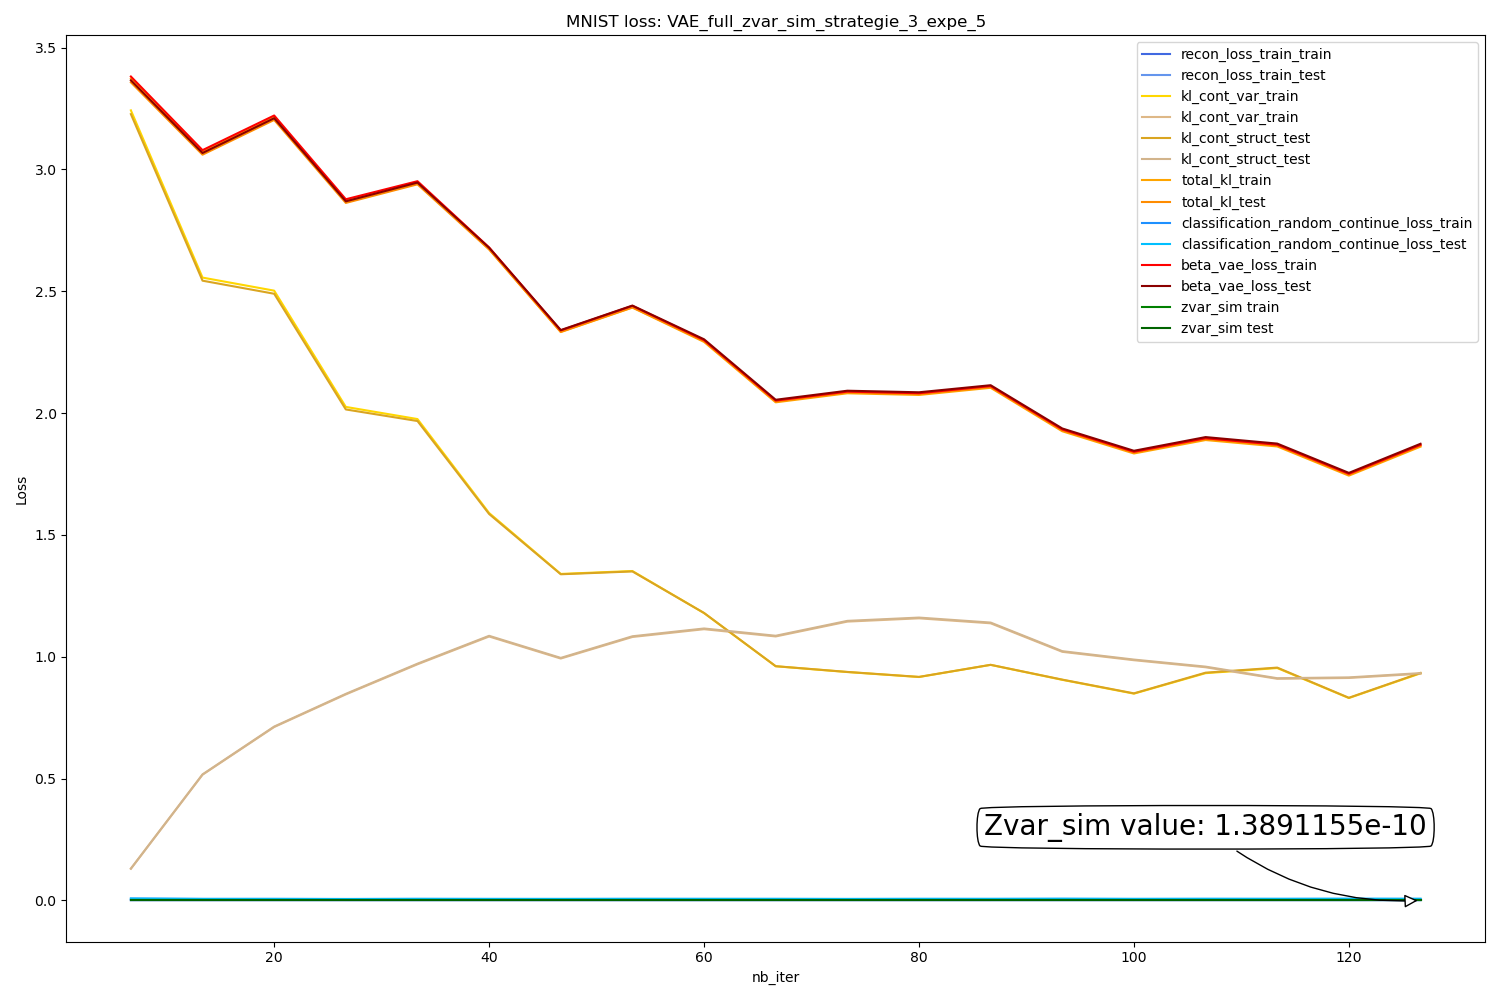 MNIST loss: VAE_full_zvar_sim_strategie_3_expe_5
3.5
3.0
2.5
2.0
1.5
1.0
0.5
0.0
Loss
recon_loss_train_train
recon_loss_train_test
kl_cont_var_train
kl_cont_var_train
kl_cont_struct_test
kl_cont_struct_test
total_kl_train
total_kl_test
classification_random_continue_loss_train
classification_random_continue_loss_test
beta_vae_loss_train
beta_vae_loss_test
zvar_sim train
zvar_sim test
Zvar_sim value: 1.3891155e-10
20 40 60 80 100 120
nb_iter